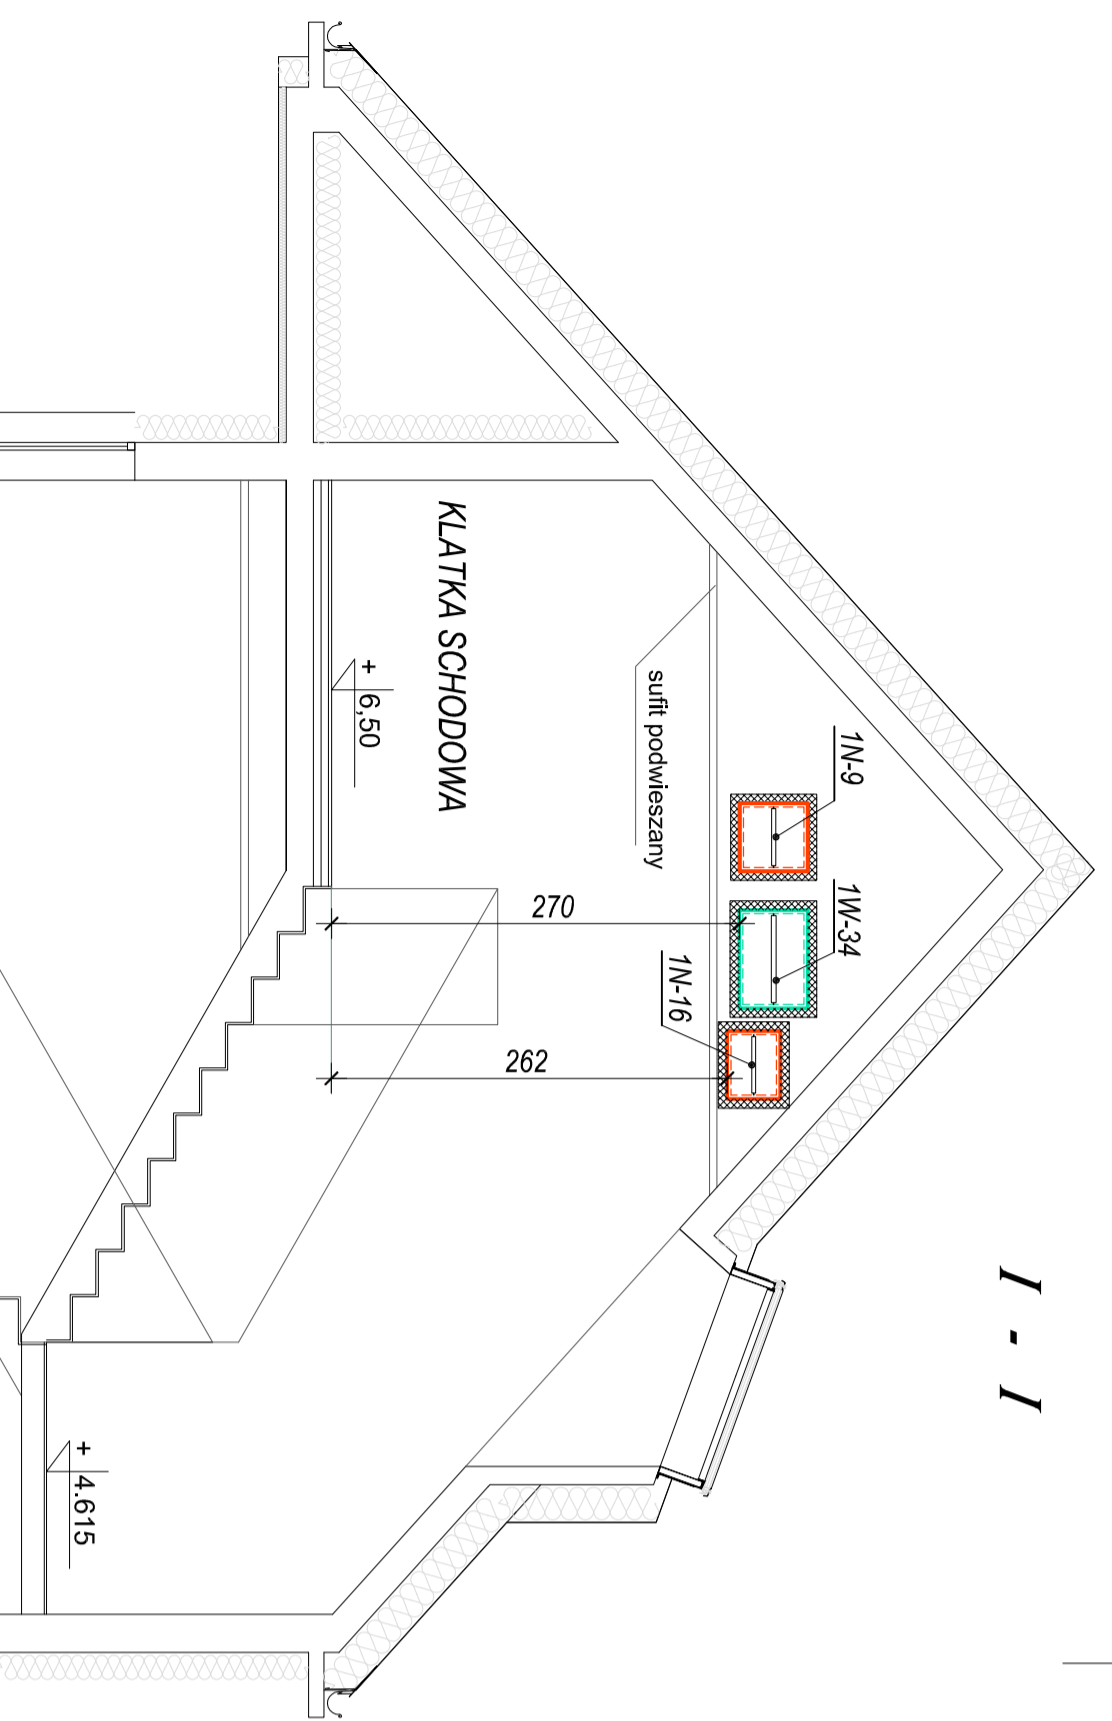 I - I
1N-9
1W-34
1N-16
sufit podwieszany
270
262
KLATKA SCHODOWA
+ 6,50
+ 4.615